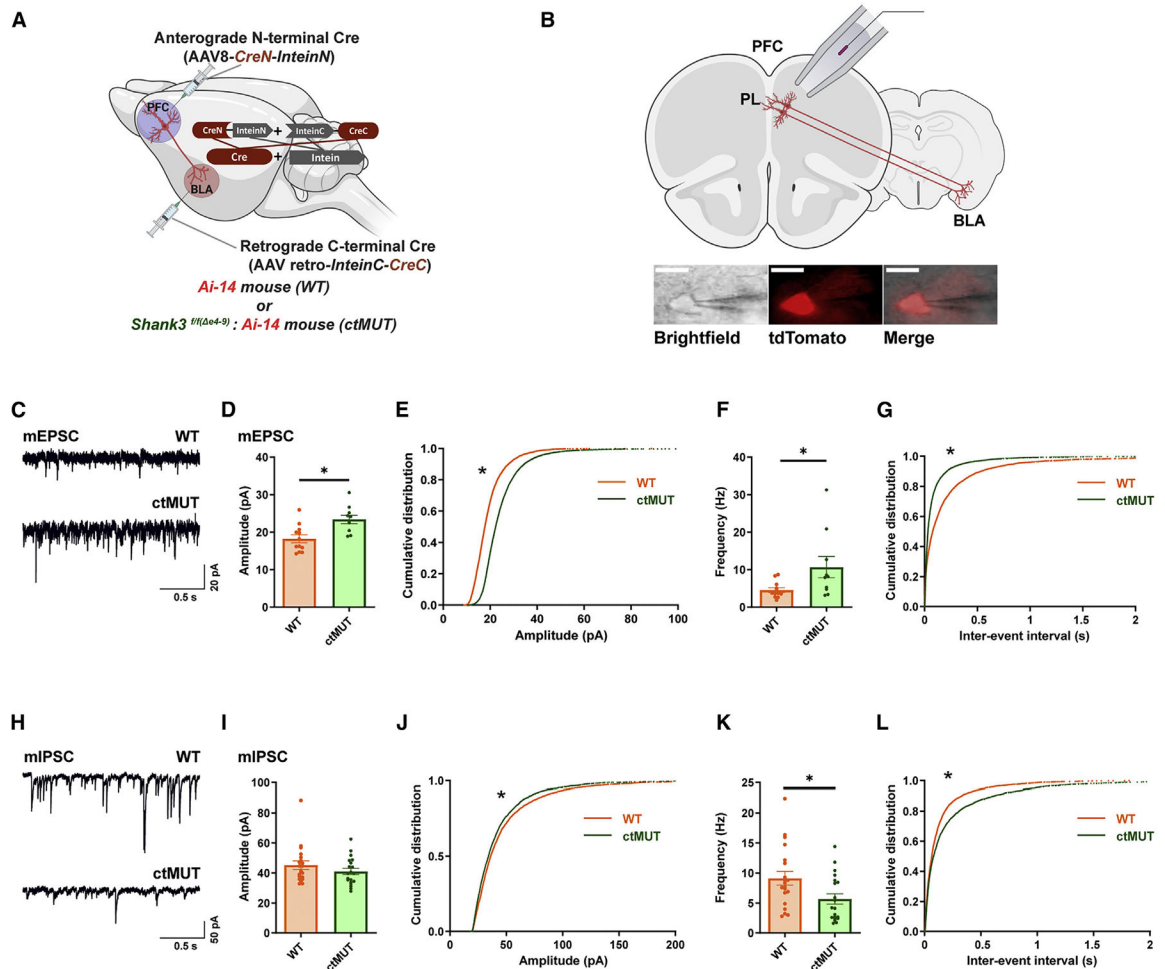 A
Anterograde N-terminal Cre
(AAV8-CreN-InteinN)
PFC
CreN
InteinN
+
InteinC
CreC
Cre
+
Intein
BLA
Retrograde C-terminal Cre
(AAV retro-InteinC-CreC)
Ai-14 mouse (WT)
or
Shank3 f/f(Δe4-9) : Ai-14 mouse (ctMUT)
B
PFC
PL
BLA
Brightfield
tdTomato
Merge
C
mEPSC
WT
ctMUT
20 pA
0.5 s
D
mEPSC
Amplitude (pA)
40
30
20
10
0
*
WT
ctMUT
E
Cumulative distribution
1.0
0.8
0.6
0.4
0.2
0.0
*
WT
ctMUT
0 20 40 60 80 100
Amplitude (pA)
F
Frequency (Hz)
40
30
20
10
0
*
WT
ctMUT
G
Cumulative distribution
1.0
0.8
0.6
0.4
0.2
0.0
*
WT
ctMUT
0 0.5 1 1.5 2
Inter-event interval (s)
H
mIPSC
WT
ctMUT
50 pA
0.5 s
I
mIPSC
Amplitude (pA)
100
80
60
40
20
0
WT
ctMUT
J
Cumulative distribution
1.0
0.5
0.0
*
WT
ctMUT
0 50 100 150 200
Amplitude (pA)
K
Frequency (Hz)
25
20
15
10
5
0
*
WT
ctMUT
L
Cumulative distribution
1.0
0.8
0.6
0.4
0.2
0.0
*
WT
ctMUT
0 0.5 1 1.5 2
Inter-event interval (s)